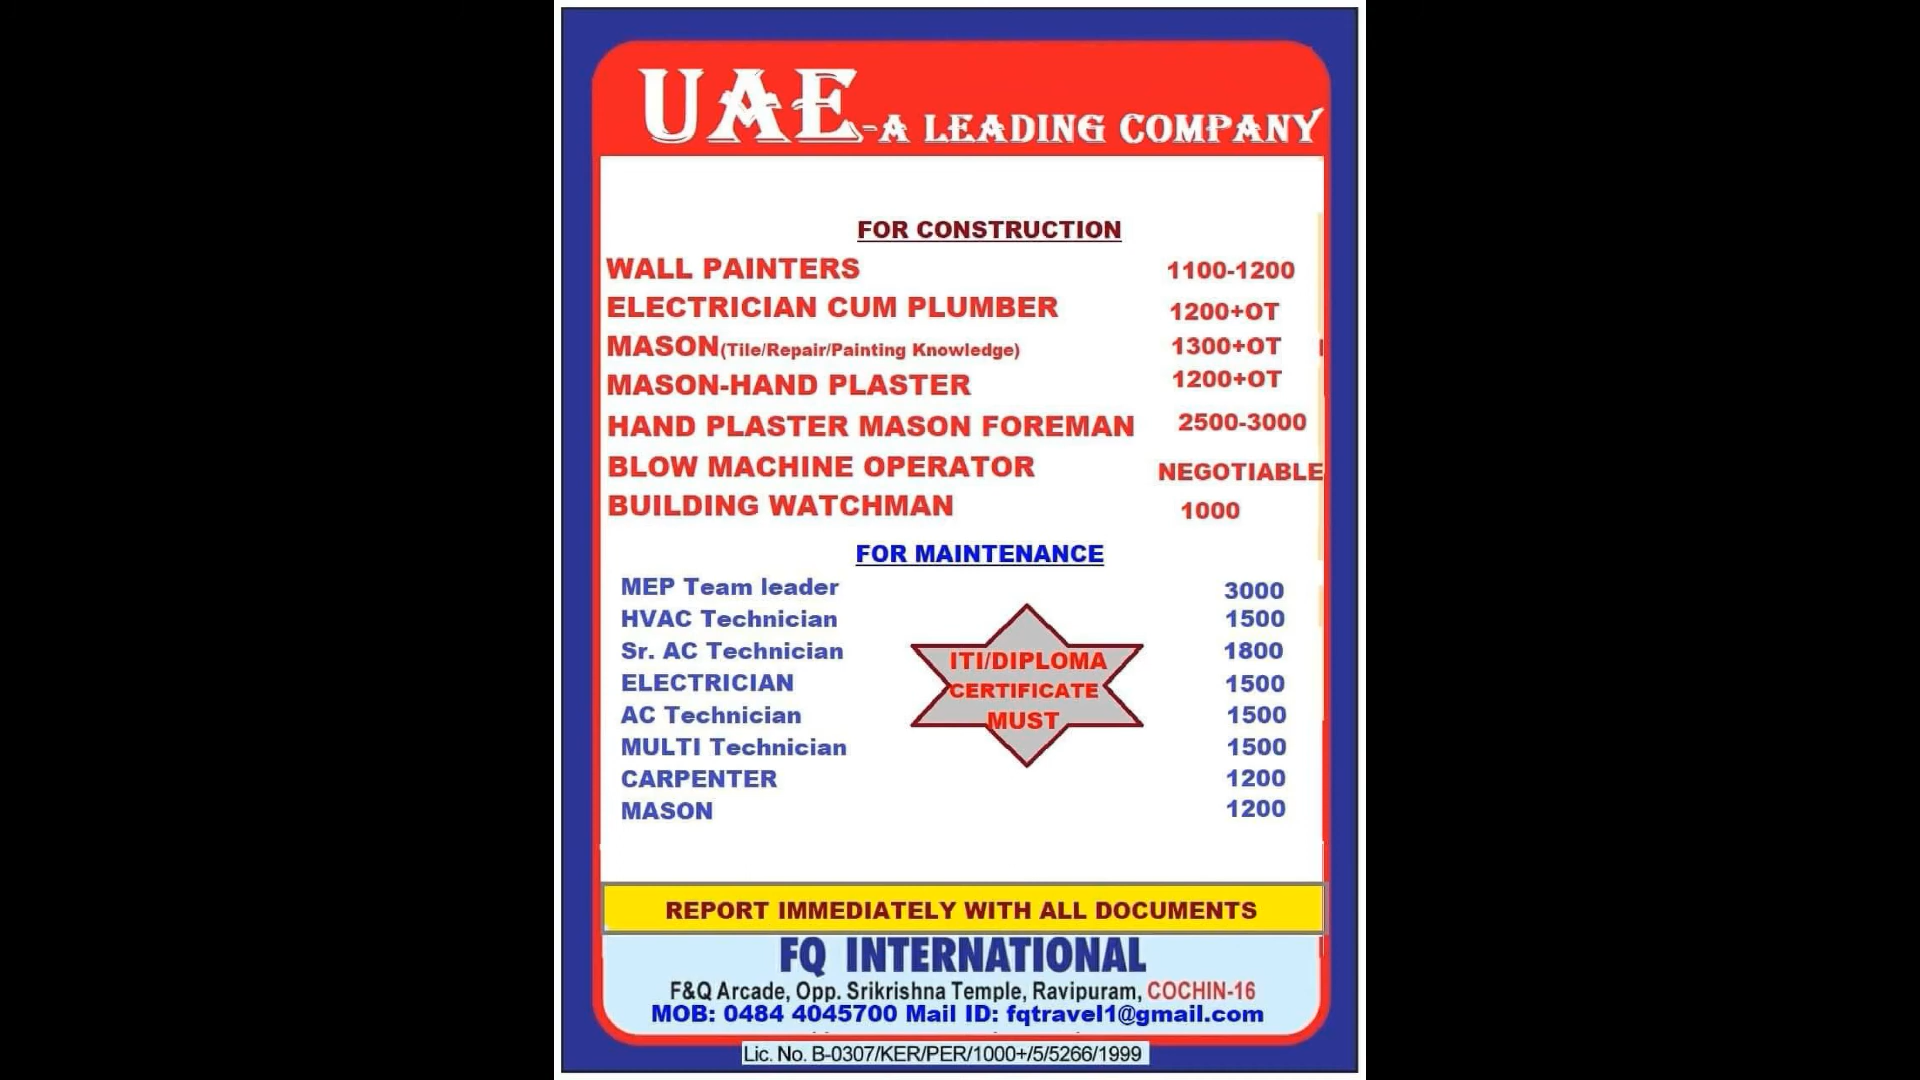 UAE-A LEADING COMPANY
FOR CONSTRUCTION
WALL PAINTERS 1100-1200
ELECTRICIAN CUM PLUMBER 1200+OT
MASON(Tile/Repair/Painting Knowledge) 1300+OT
MASON-HAND PLASTER 1200+OT
HAND PLASTER MASON FOREMAN 2500-3000
BLOW MACHINE OPERATOR NEGOTIABLE
BUILDING WATCHMAN 1000
FOR MAINTENANCE
MEP Team leader 3000
HVAC Technician 1500
Sr. AC Technician 1800
ELECTRICIAN 1500
AC Technician 1500
MULTI Technician 1500
CARPENTER 1200
MASON 1200
ITI/DIPLOMA
CERTIFICATE
MUST
REPORT IMMEDIATELY WITH ALL DOCUMENTS
FQ INTERNATIONAL
F&Q Arcade, Opp. Srikrishna Temple, Ravipuram, COCHIN-16
MOB: 0484 4045700 Mail ID: fqtravel1@gmail.com
Lic. No. B-0307/KER/PER/1000+/5/5266/1999